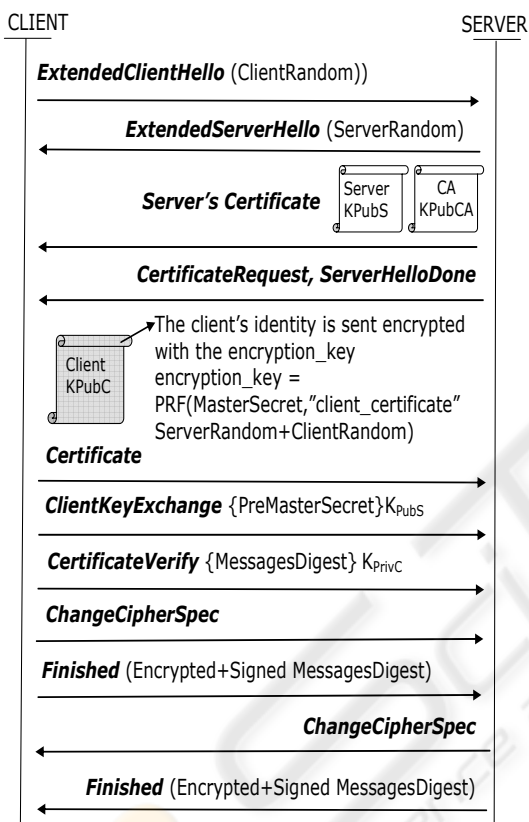 CLIENT SERVER
ExtendedClientHello (ClientRandom))
ExtendedServerHello (ServerRandom)
Server's Certificate
Server
KPubS
CA
KPubCA
CertificateRequest, ServerHelloDone
Client
KPubC
The client's identity is sent encrypted
with the encryption_key
encryption_key =
PRF(MasterSecret,"client_certificate"
ServerRandom+ClientRandom)
Certificate
ClientKeyExchange {PreMasterSecret}KPubS
CertificateVerify {MessagesDigest} KPrivC
ChangeCipherSpec
Finished (Encrypted+Signed MessagesDigest)
ChangeCipherSpec
Finished (Encrypted+Signed MessagesDigest)